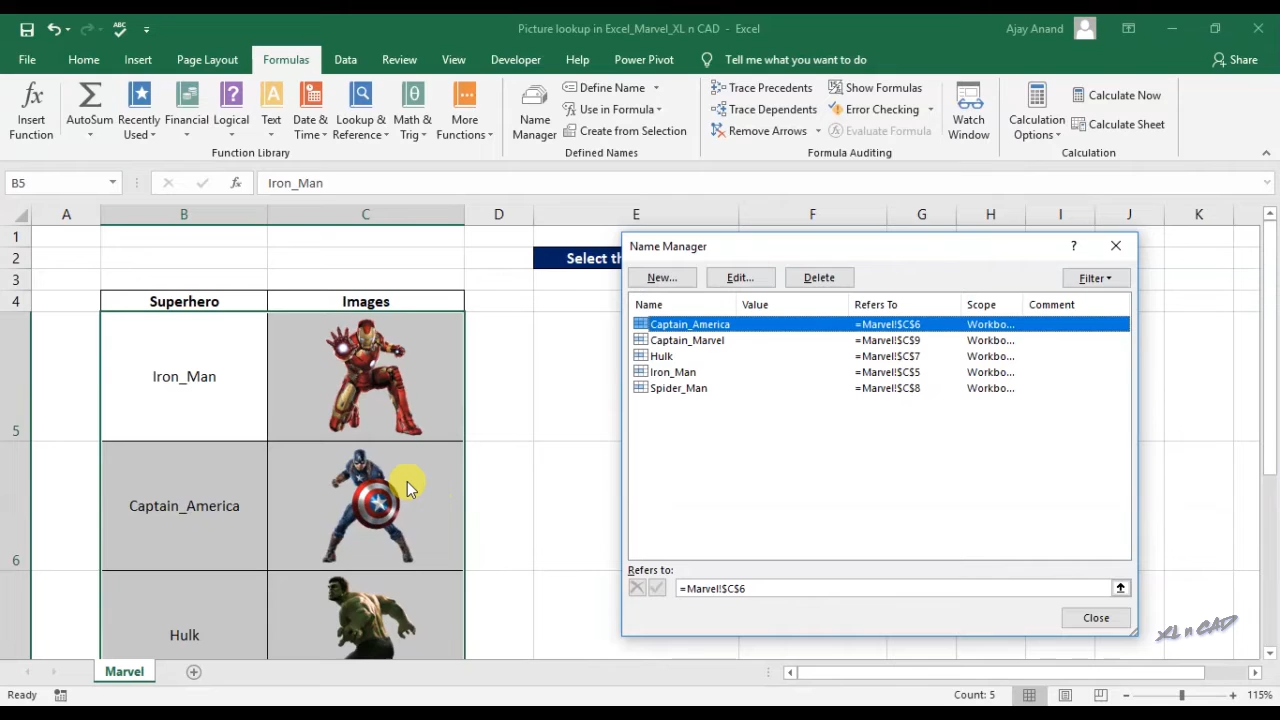 Picture lookup in Excel_Marvel_XL n CAD - Excel
Ajay Anand
File Home Insert Page Layout Formulas Data Review View Developer Help Power Pivot Tell me what you want to do Share
Insert Function
AutoSum
Recently Used
Financial
Logical
Text
Date & Time
Lookup & Reference
Math & Trig
More Functions
Function Library
Name Manager
Define Name
Use in Formula
Create from Selection
Defined Names
Trace Precedents
Trace Dependents
Remove Arrows
Show Formulas
Error Checking
Evaluate Formula
Formula Auditing
Watch Window
Calculation Options
Calculate Now
Calculate Sheet
Calculation
B5 fx Iron_Man
A B C D E F G H I J K
1
2
3
4
5
6
Select th
Superhero Images
Iron_Man
Captain_America
Hulk
Name Manager ?
New... Edit... Delete Filter
Name Value Refers To Scope Comment
Captain_America =Marvel!$C$6 Workbo...
Captain_Marvel =Marvel!$C$9 Workbo...
Hulk =Marvel!$C$7 Workbo...
Iron_Man =Marvel!$C$5 Workbo...
Spider_Man =Marvel!$C$8 Workbo...
Refers to:
=Marvel!$C$6
Close
XL n CAD
Marvel
Ready Count: 5 115%